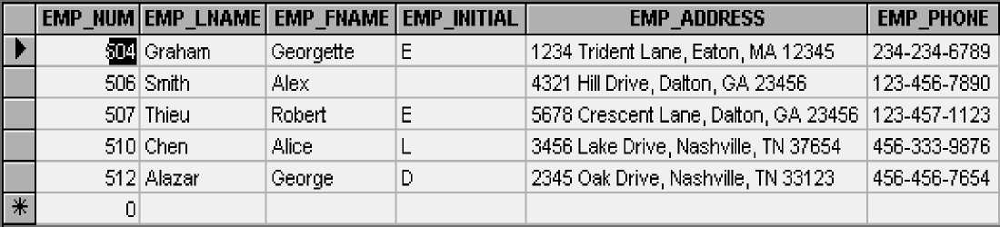 EMP_NUM EMP_LNAME EMP_FNAME EMP_INITIAL EMP_ADDRESS EMP_PHONE
504 Graham Georgette E 1234 Trident Lane, Eaton, MA 12345 234-234-6789
506 Smith Alex 4321 Hill Drive, Dalton, GA 23456 123-456-7890
507 Thieu Robert E 5678 Crescent Lane, Dalton, GA 23456 123-457-1123
510 Chen Alice L 3456 Lake Drive, Nashville, TN 37654 456-333-9876
512 Alazar George D 2345 Oak Drive, Nashville, TN 33123 456-456-7654
0